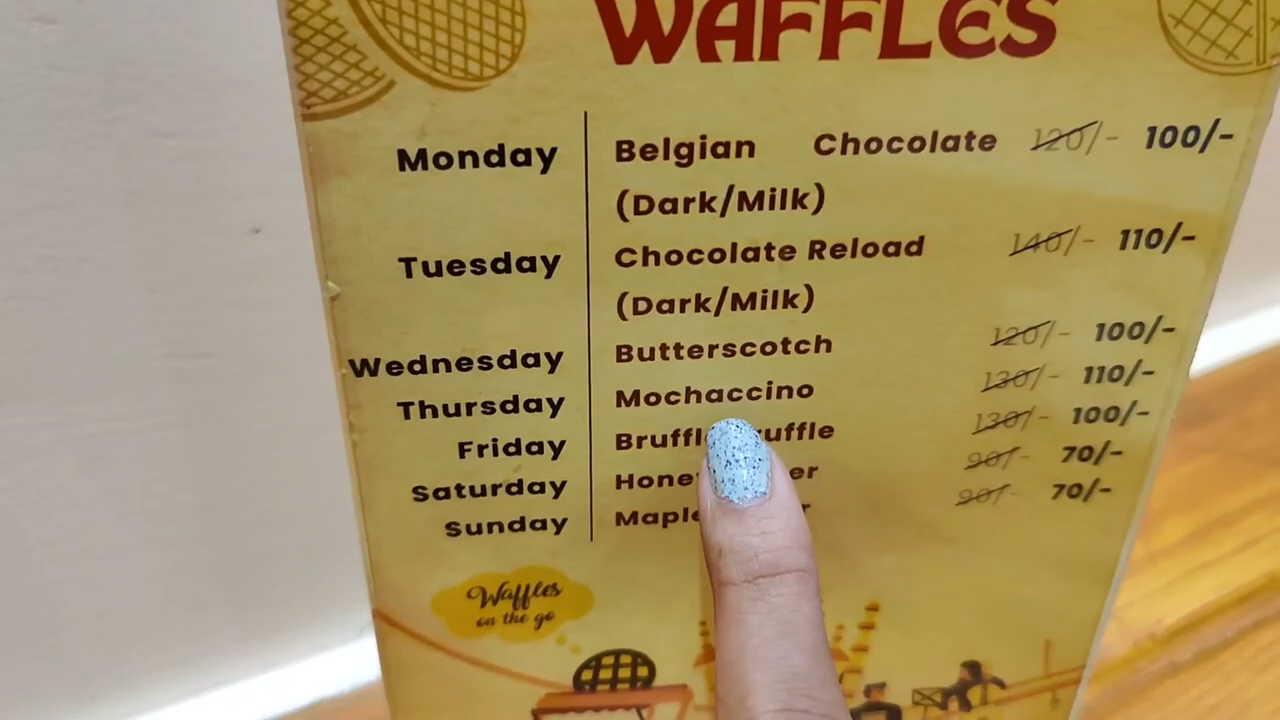 WAFFLES
Monday Belgian Chocolate 120/- 100/-
(Dark/Milk)
Tuesday Chocolate Reload 140/- 110/-
(Dark/Milk)
Wednesday Butterscotch 120/- 100/-
Thursday Mochaccino 130/- 110/-
Friday 130/- 100/-
Saturday 90/- 70/-
Sunday 90/- 70/-
Waffles
on the go